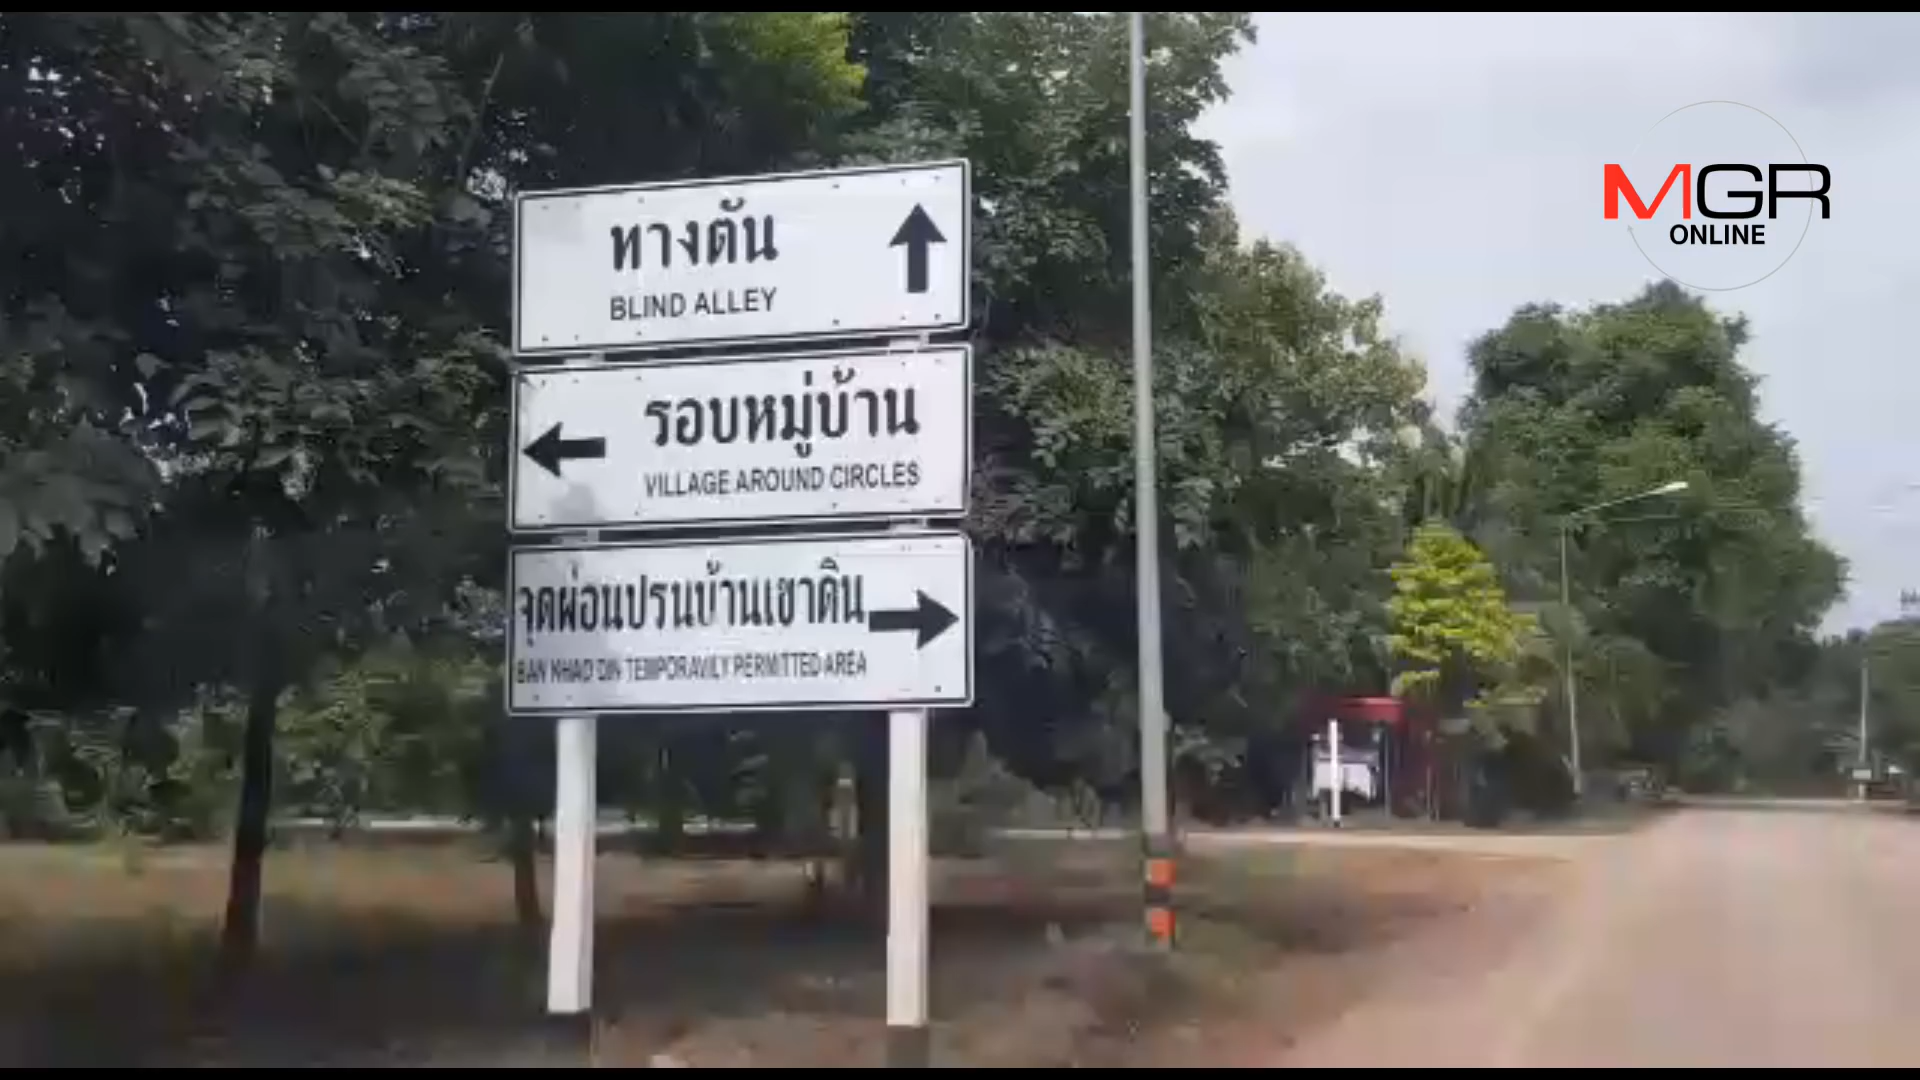 MGR
ONLINE
ทางตัน
BLIND ALLEY
รอบหมู่บ้าน
VILLAGE AROUND CIRCLES
จุดผ่อนปรนบ้านเขาดิน
BAN KHAO DIN TEMPORAVILY PERMITTED AREA